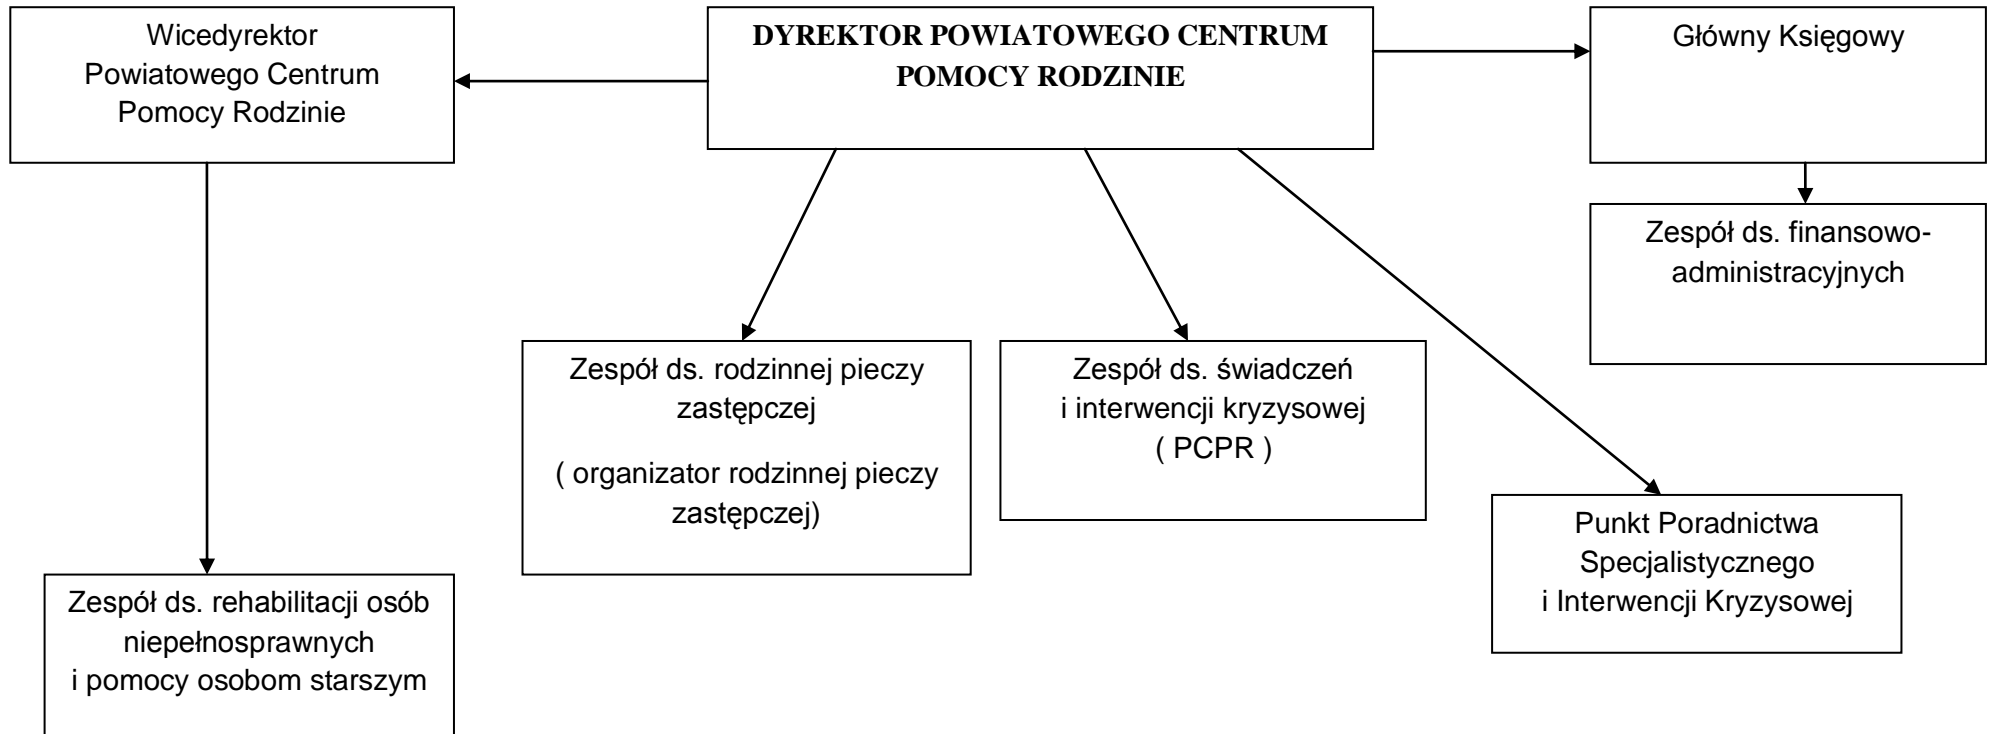 Wicedyrektor
Powiatowego Centrum
Pomocy Rodzinie
DYREKTOR POWIATOWEGO CENTRUM
POMOCY RODZINIE
Główny Księgowy
Zespół ds. finansowo-
administracyjnych
Zespół ds. rodzinnej pieczy
zastępczej
( organizator rodzinnej pieczy
zastępczej)
Zespół ds. świadczeń
i interwencji kryzysowej
( PCPR )
Punkt Poradnictwa
Specjalistycznego
i Interwencji Kryzysowej
Zespół ds. rehabilitacji osób
niepełnosprawnych
i pomocy osobom starszym